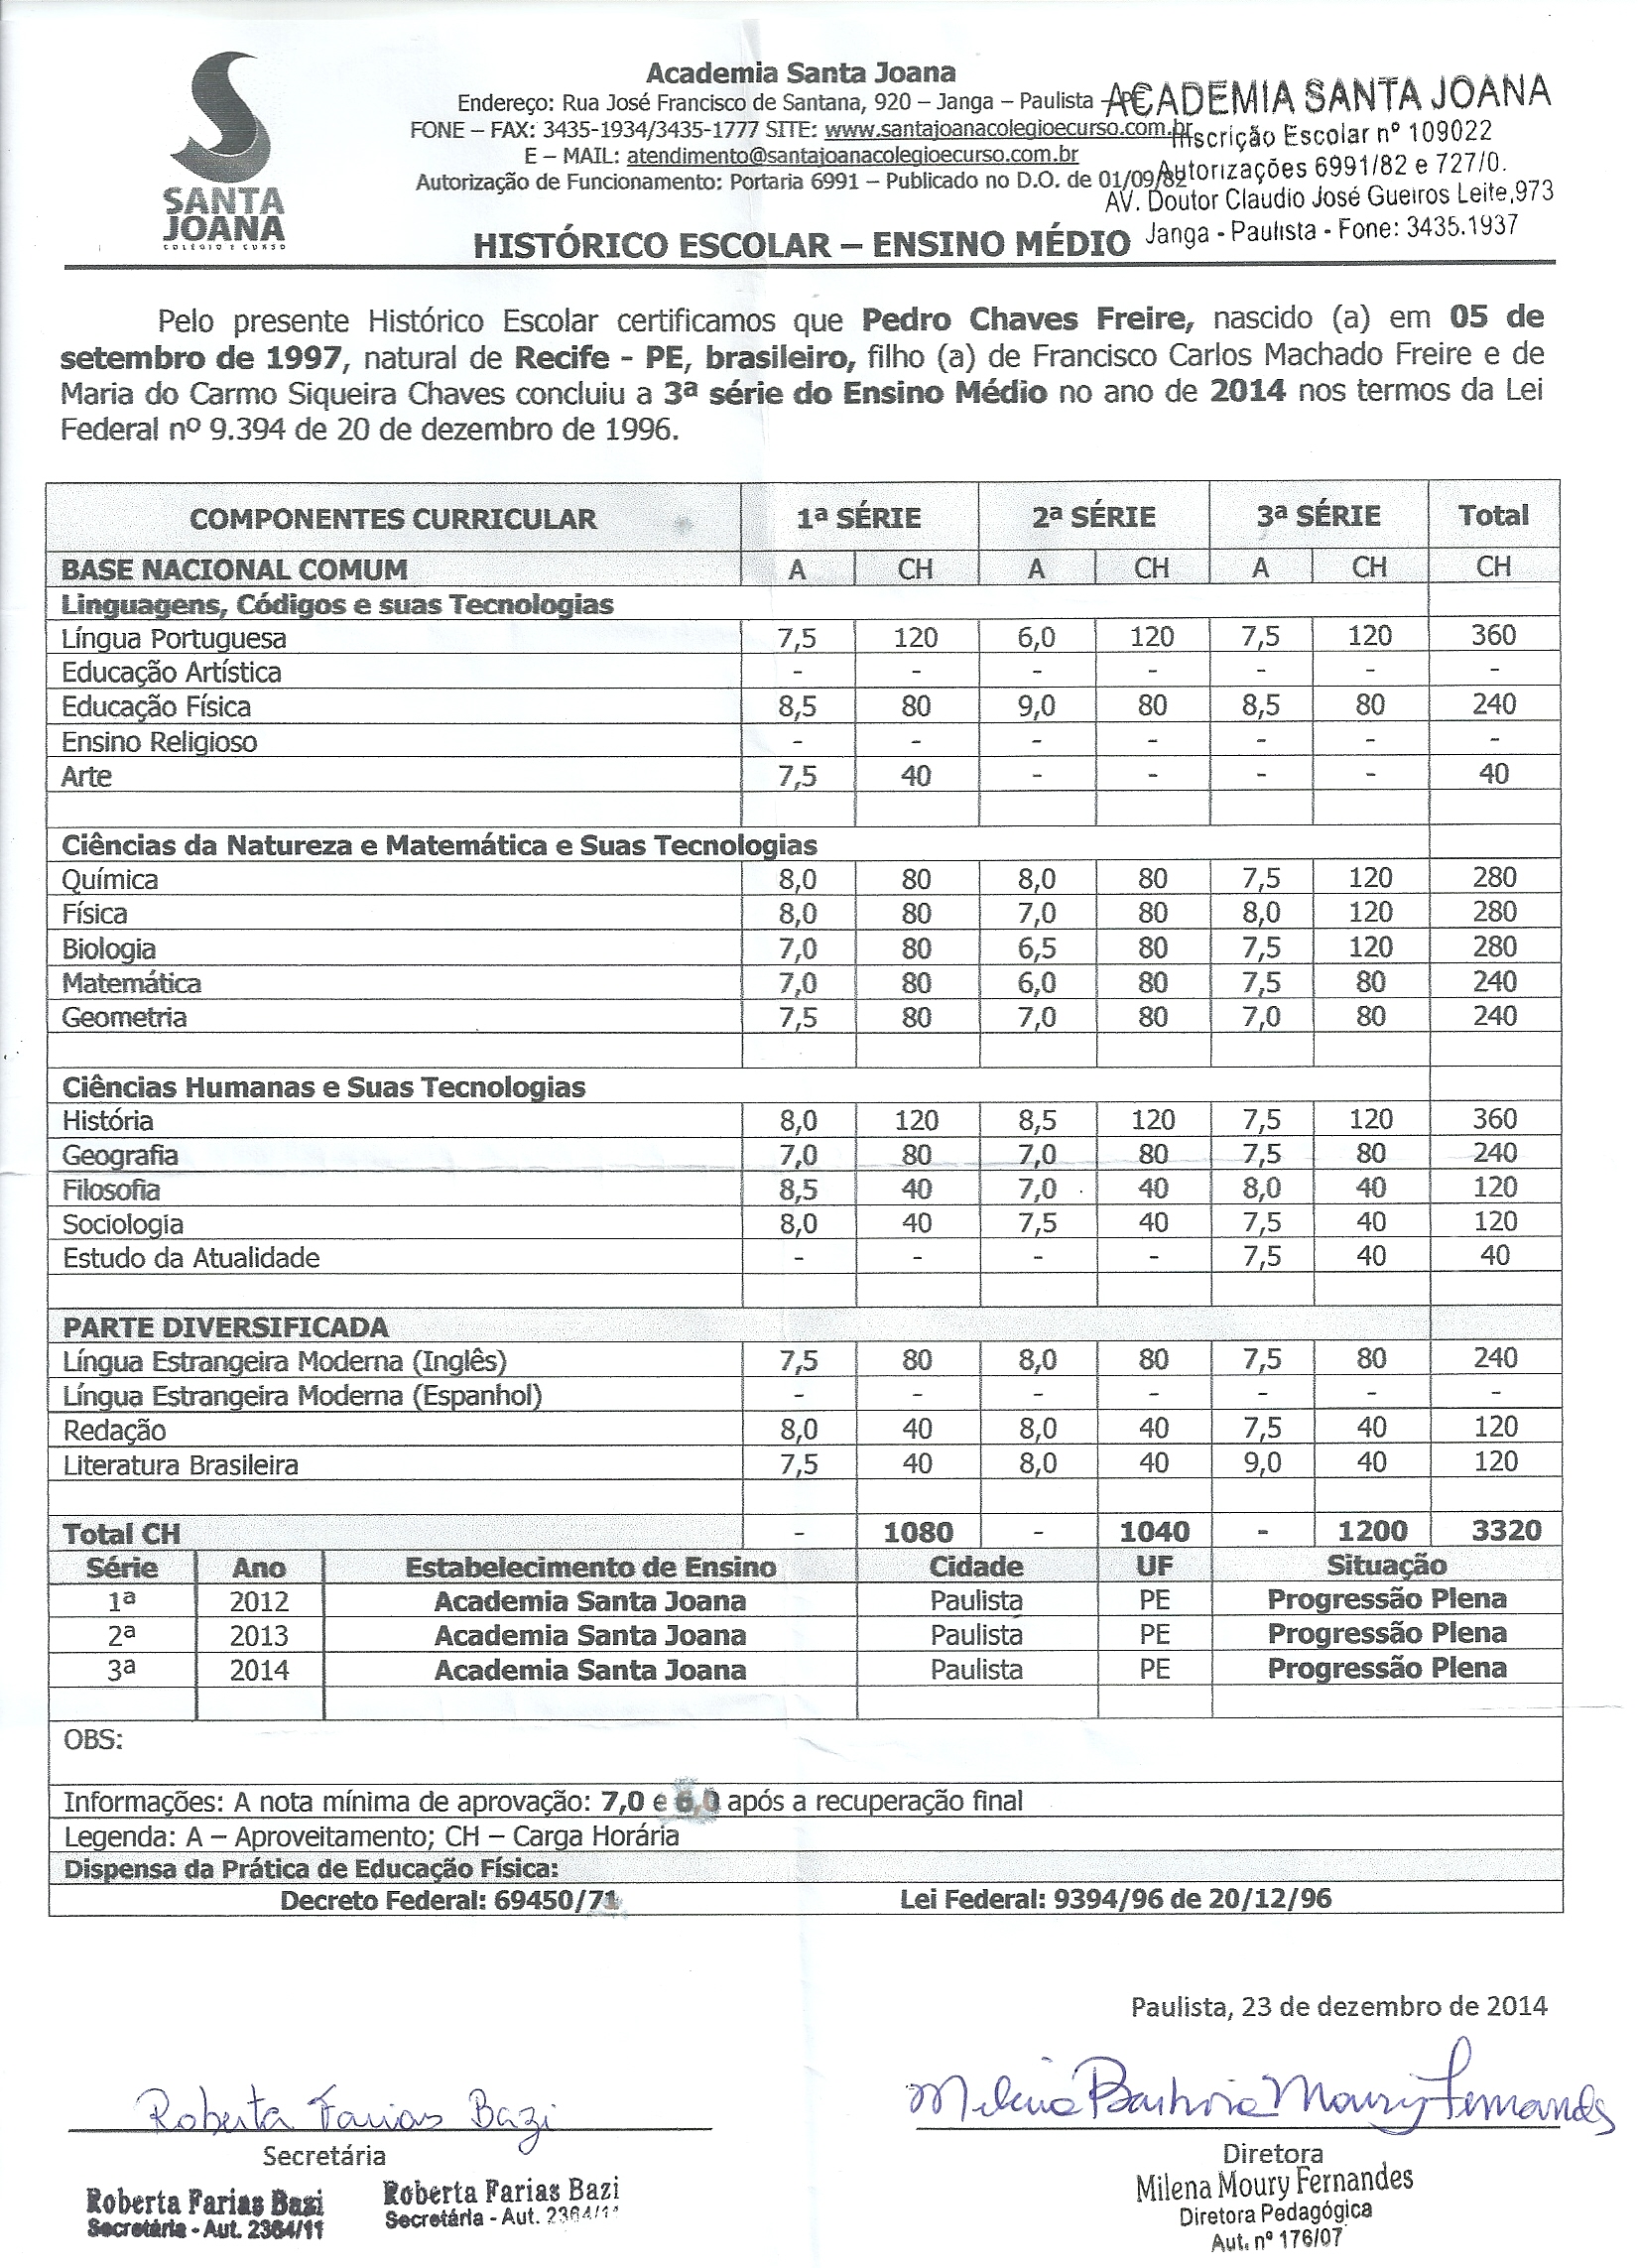 SANTA
JOANA
COLÉGIO E CURSO
Academia Santa Joana
Endereço: Rua José Francisco de Santana, 920 – Janga – Paulista – PE
FONE – FAX: 3435-1934/3435-1777 SITE: www.santajoanacolegioecurso.com.br
E – MAIL: atendimento@santajoanacolegioecurso.com.br
Autorização de Funcionamento: Portaria 6991 – Publicado no D.O. de 01/09/82
HISTÓRICO ESCOLAR – ENSINO MÉDIO
ACADEMIA SANTA JOANA
Inscrição Escolar nº 109022
Autorizações 6991/82 e 727/0.
AV. Doutor Claudio José Gueiros Leite,973
Janga - Paulista - Fone: 3435.1937
Pelo presente Histórico Escolar certificamos que Pedro Chaves Freire, nascido (a) em 05 de
setembro de 1997, natural de Recife - PE, brasileiro, filho (a) de Francisco Carlos Machado Freire e de
Maria do Carmo Siqueira Chaves concluiu a 3ª série do Ensino Médio no ano de 2014 nos termos da Lei
Federal nº 9.394 de 20 de dezembro de 1996.
COMPONENTES CURRICULAR 1ª SÉRIE 2ª SÉRIE 3ª SÉRIE Total
BASE NACIONAL COMUM A CH A CH A CH CH
Linguagens, Códigos e suas Tecnologias
Língua Portuguesa 7,5 120 6,0 120 7,5 120 360
Educação Artística - - - - - - -
Educação Física 8,5 80 9,0 80 8,5 80 240
Ensino Religioso - - - - - - -
Arte 7,5 40 - - - - 40
Ciências da Natureza e Matemática e Suas Tecnologias
Química 8,0 80 8,0 80 7,5 120 280
Física 8,0 80 7,0 80 8,0 120 280
Biologia 7,0 80 6,5 80 7,5 120 280
Matemática 7,0 80 6,0 80 7,5 80 240
Geometria 7,5 80 7,0 80 7,0 80 240
Ciências Humanas e Suas Tecnologias
História 8,0 120 8,5 120 7,5 120 360
Geografia 7,0 80 7,0 80 7,5 80 240
Filosofia 8,5 40 7,0 40 8,0 40 120
Sociologia 8,0 40 7,5 40 7,5 40 120
Estudo da Atualidade - - - - 7,5 40 40
PARTE DIVERSIFICADA
Língua Estrangeira Moderna (Inglês) 7,5 80 8,0 80 7,5 80 240
Língua Estrangeira Moderna (Espanhol) - - - - - - -
Redação 8,0 40 8,0 40 7,5 40 120
Literatura Brasileira 7,5 40 8,0 40 9,0 40 120
Total CH - 1080 - 1040 - 1200 3320
Série Ano Estabelecimento de Ensino Cidade UF Situação
1ª 2012 Academia Santa Joana Paulista PE Progressão Plena
2ª 2013 Academia Santa Joana Paulista PE Progressão Plena
3ª 2014 Academia Santa Joana Paulista PE Progressão Plena
OBS:
Informações: A nota mínima de aprovação: 7,0 e 6,0 após a recuperação final
Legenda: A – Aproveitamento; CH – Carga Horária
Dispensa da Prática de Educação Física:
Decreto Federal: 69450/71 Lei Federal: 9394/96 de 20/12/96
Paulista, 23 de dezembro de 2014
Roberta Farias Bazi
Secretária
Roberta Farias Bazi
Secretária - Aut. 2364/11
Roberta Farias Bazi
Secretária - Aut. 2364/11
Milena Moury Fernandes
Diretora
Milena Moury Fernandes
Diretora Pedagógica
Aut. nº 176/07